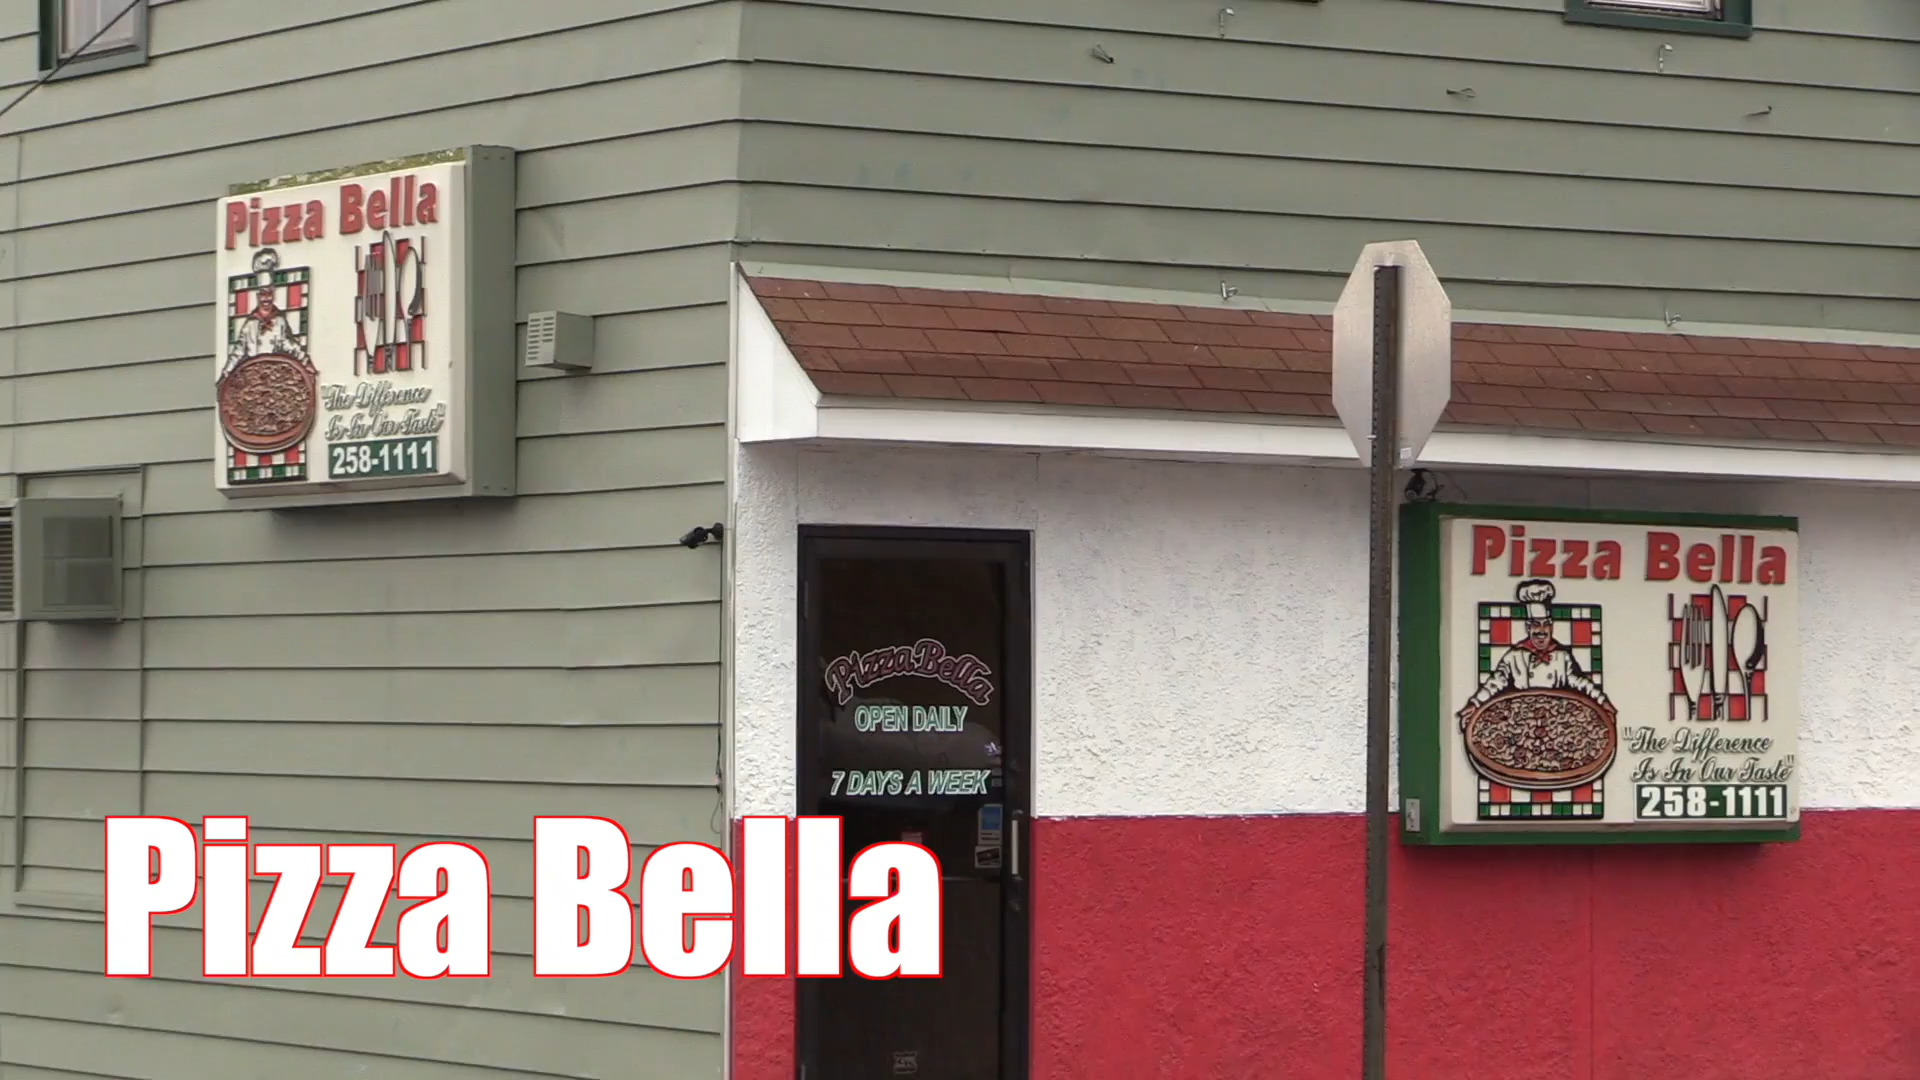 Pizza Bella
"The Difference
Is In Our Taste"
258-1111
Pizza Bella
OPEN DAILY
7 DAYS A WEEK
Pizza Bella
"The Difference
Is In Our Taste"
258-1111
Pizza Bella